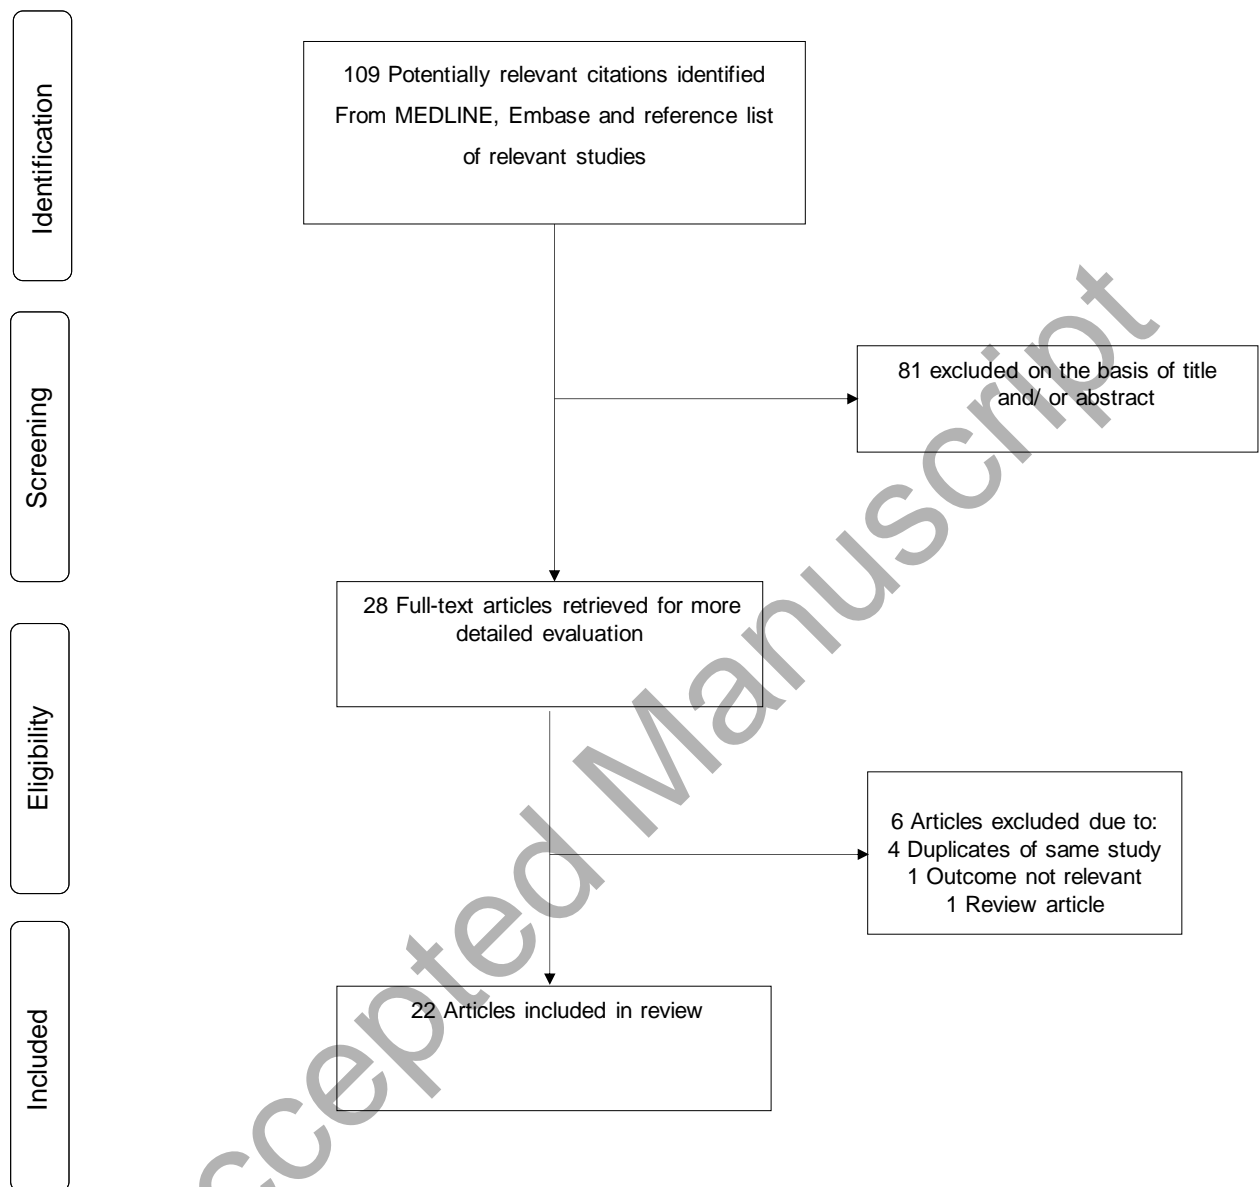 Identification
109 Potentially relevant citations identified
From MEDLINE, Embase and reference list
of relevant studies
Screening
81 excluded on the basis of title
and/ or abstract
28 Full-text articles retrieved for more
detailed evaluation
Eligibility
6 Articles excluded due to:
4 Duplicates of same study
1 Outcome not relevant
1 Review article
Included
22 Articles included in review
ccepted Manuscript